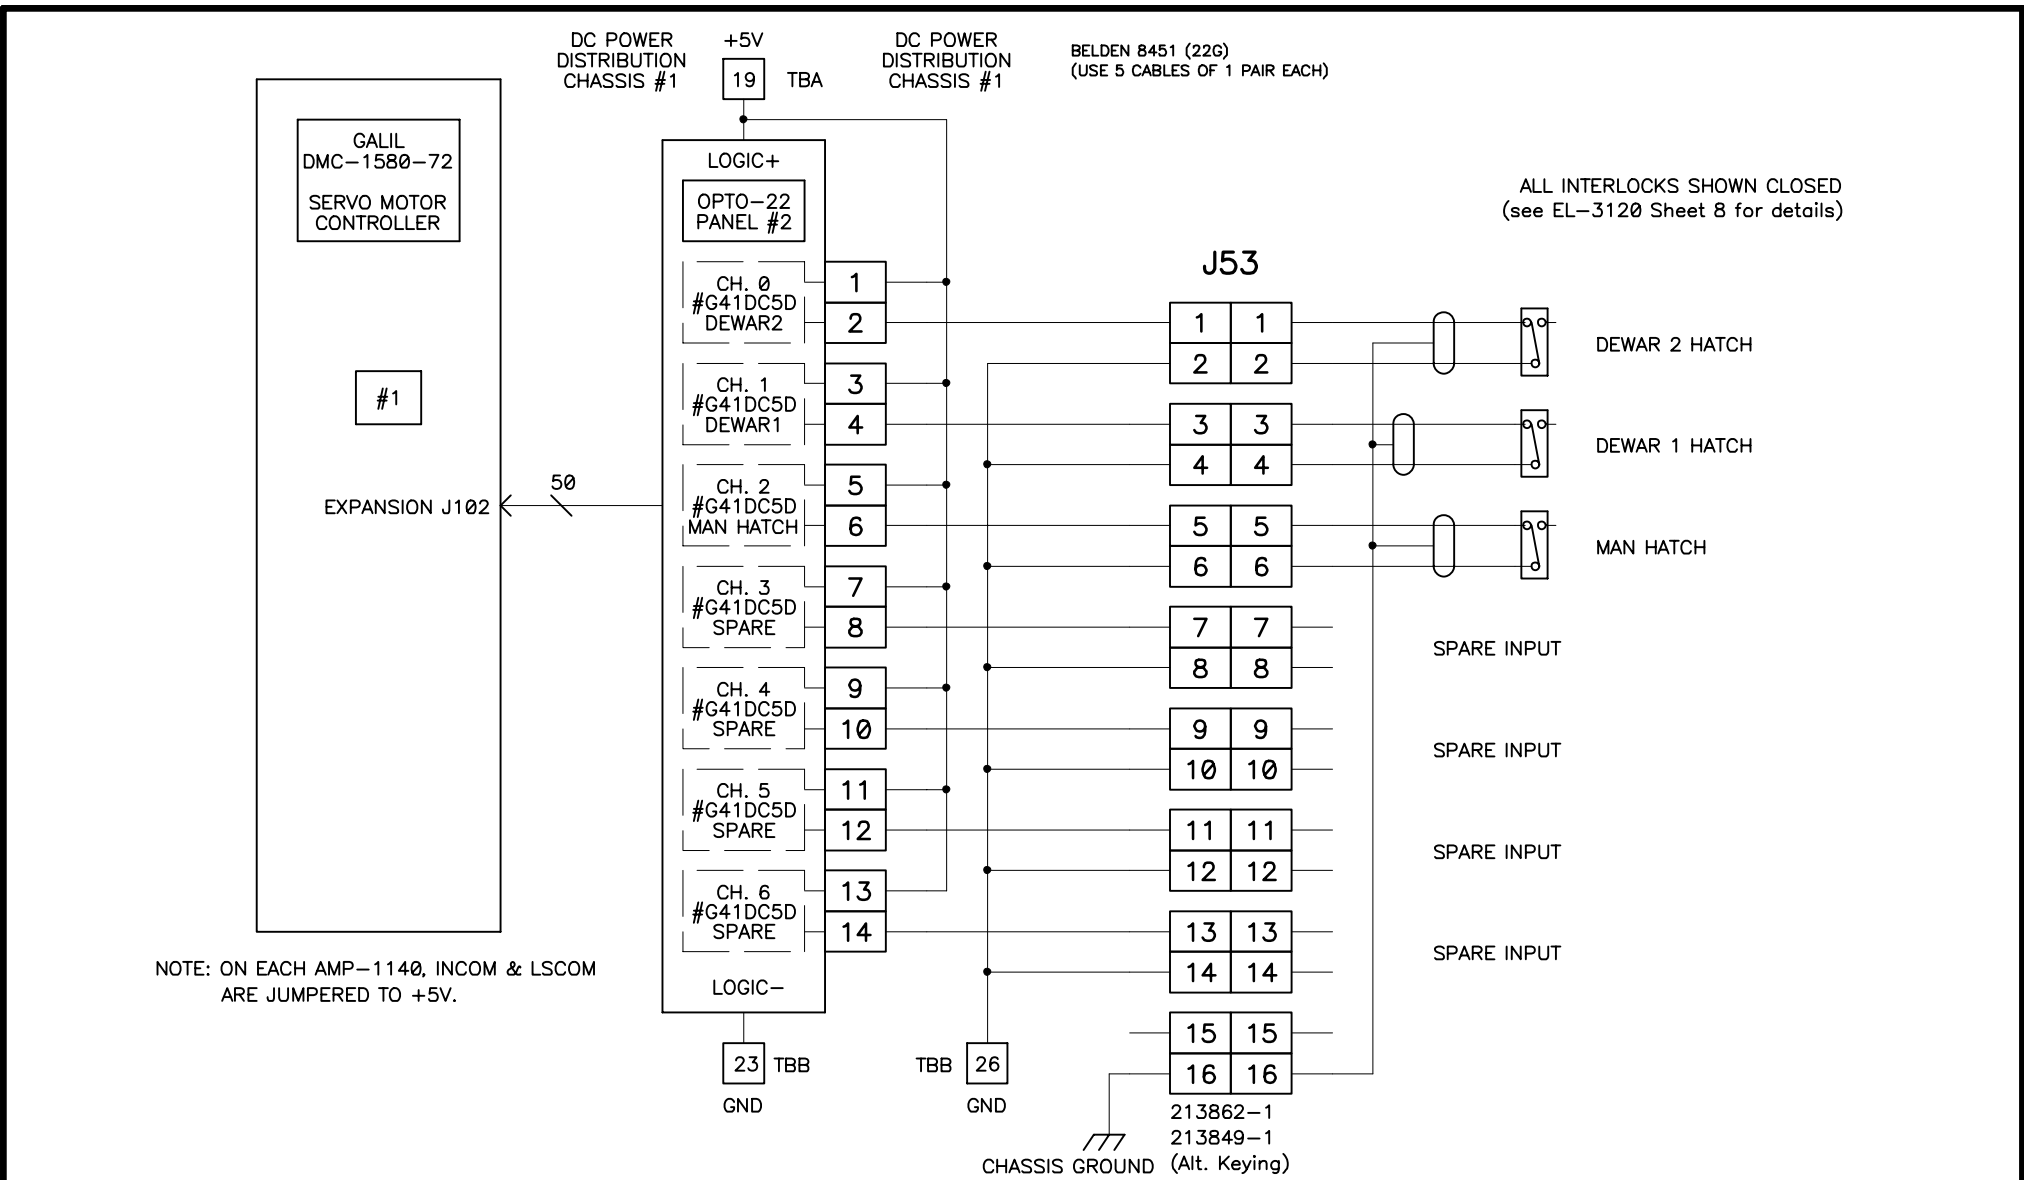 DC POWER
DISTRIBUTION
CHASSIS #1
+5V
19
TBA
DC POWER
DISTRIBUTION
CHASSIS #1
BELDEN 8451 (22G)
(USE 5 CABLES OF 1 PAIR EACH)
GALIL
DMC-1580-72
SERVO MOTOR
CONTROLLER
#1
EXPANSION J102
50
NOTE: ON EACH AMP-1140, INCOM & LSCOM
ARE JUMPERED TO +5V.
LOGIC+
OPTO-22
PANEL #2
CH. 0
#G41DC5D
DEWAR2
1
2
CH. 1
#G41DC5D
DEWAR1
3
4
CH. 2
#G41DC5D
MAN HATCH
5
6
CH. 3
#G41DC5D
SPARE
7
8
CH. 4
#G41DC5D
SPARE
9
10
CH. 5
#G41DC5D
SPARE
11
12
CH. 6
#G41DC5D
SPARE
13
14
LOGIC-
23
TBB
GND
TBB
26
GND
ALL INTERLOCKS SHOWN CLOSED
(see EL-3120 Sheet 8 for details)
J53
1 1
2 2
DEWAR 2 HATCH
3 3
4 4
DEWAR 1 HATCH
5 5
6 6
MAN HATCH
7 7
8 8
SPARE INPUT
9 9
10 10
SPARE INPUT
11 11
12 12
SPARE INPUT
13 13
14 14
SPARE INPUT
15 15
16 16
213862-1
213849-1
(Alt. Keying)
CHASSIS GROUND